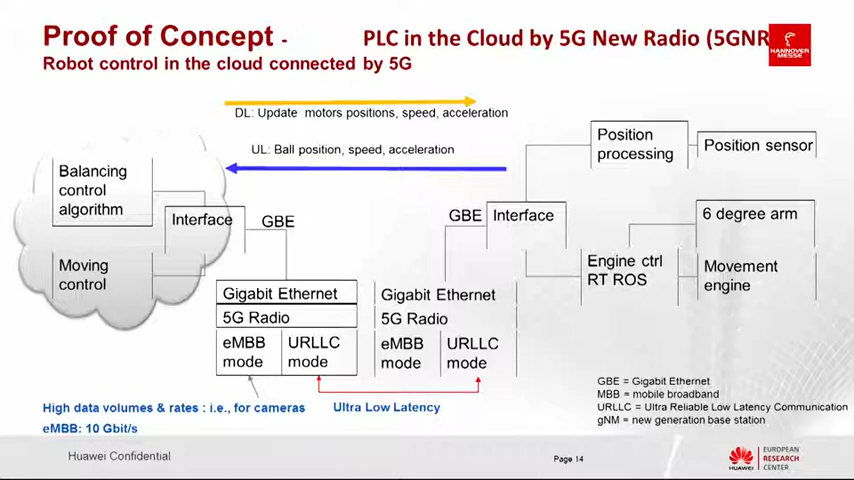 Proof of Concept -
PLC in the Cloud by 5G New Radio (5GNR
HANNOVER
MESSE
Robot control in the cloud connected by 5G
DL: Update motors positions, speed, acceleration
UL: Ball position, speed, acceleration
Balancing
control
algorithm
Interface
GBE
Moving
control
GBE
Interface
Position
processing
Position sensor
6 degree arm
Engine ctrl
RT ROS
Movement
engine
Gigabit Ethernet
5G Radio
eMBB
mode
URLLC
mode
Gigabit Ethernet
5G Radio
eMBB
mode
URLLC
mode
High data volumes & rates : i.e., for cameras
eMBB: 10 Gbit/s
Ultra Low Latency
GBE = Gigabit Ethernet
MBB = mobile broadband
URLLC = Ultra Reliable Low Latency Communication
gNM = new generation base station
Huawei Confidential
Page 14
HUAWEI
EUROPEAN
RESEARCH
CENTER